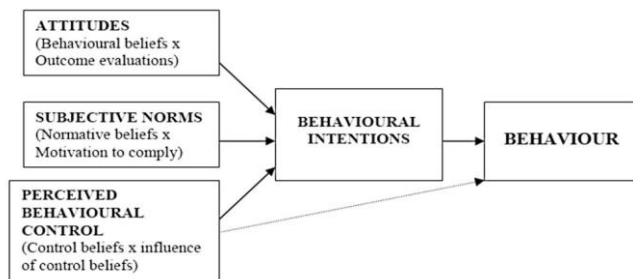 ATTITUDES
(Behavioural beliefs x
Outcome evaluations)
SUBJECTIVE NORMS
(Normative beliefs x
Motivation to comply)
PERCEIVED
BEHAVIOURAL
CONTROL
(Control beliefs x influence
of control beliefs)
BEHAVIOURAL
INTENTIONS
BEHAVIOUR